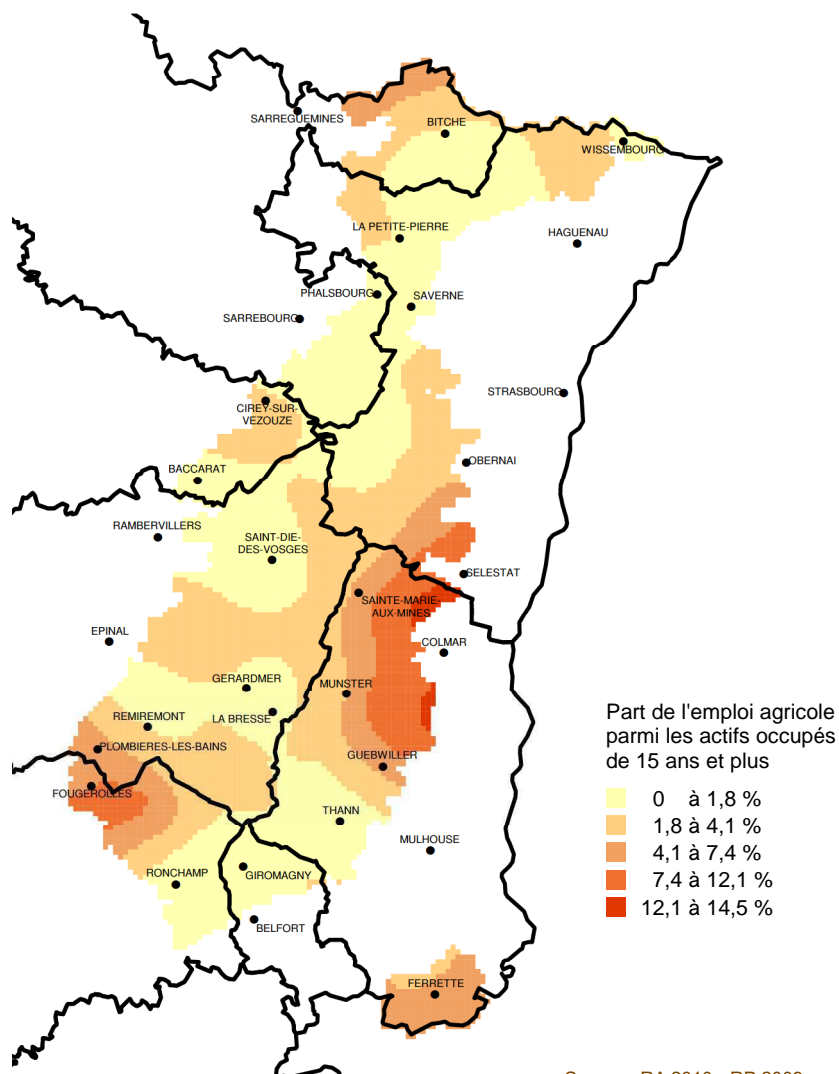 SARREGUEMINES
BITCHE
WISSEMBOURG
LA PETITE-PIERRE
HAGUENAU
PHALSBOURG
SAVERNE
SARREBOURG
STRASBOURG
CIREY-SUR-
VEZOUZE
OBERNAI
BACCARAT
RAMBERVILLERS
SAINT-DIE-
DES-VOSGES
SELESTAT
SAINTE-MARIE-
AUX-MINES
EPINAL
COLMAR
GERARDMER
MUNSTER
LA BRESSE
REMIREMONT
PLOMBIERES-LES-BAINS
GUEBWILLER
FOUGEROLLES
THANN
MULHOUSE
RONCHAMP
GIROMAGNY
BELFORT
FERRETTE
Part de l'emploi agricole
parmi les actifs occupés
de 15 ans et plus
0 à 1,8 %
1,8 à 4,1 %
4,1 à 7,4 %
7,4 à 12,1 %
12,1 à 14,5 %